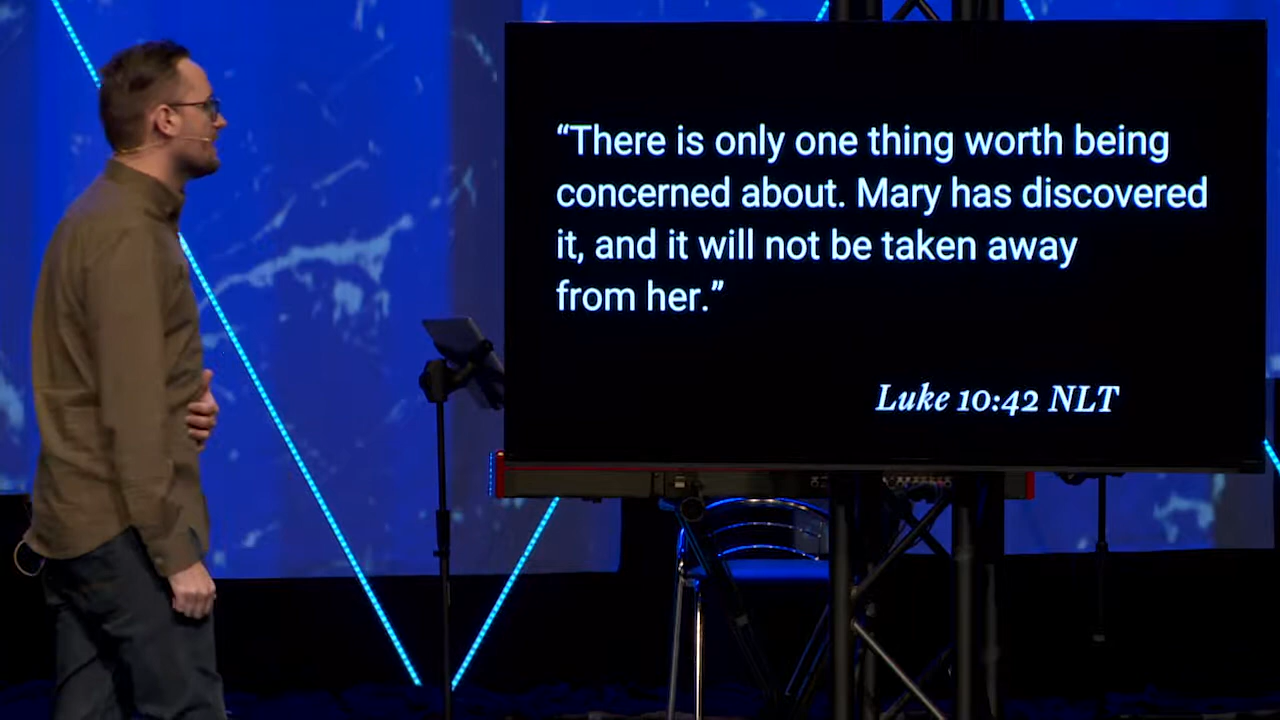 “There is only one thing worth being
concerned about. Mary has discovered
it, and it will not be taken away
from her.”
Luke 10:42 NLT